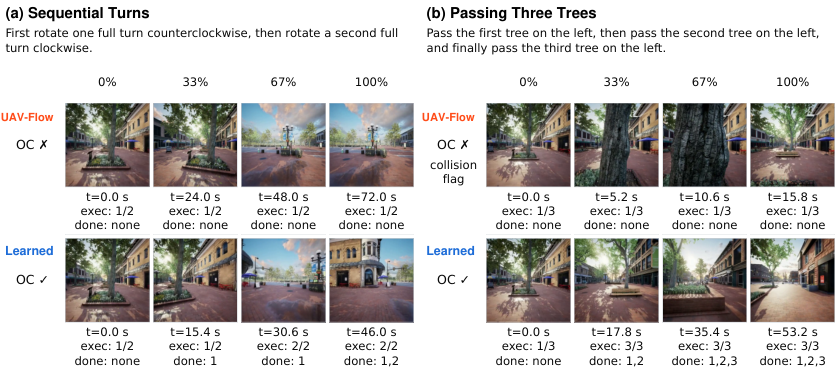 (a) Sequential Turns
First rotate one full turn counterclockwise, then rotate a second full
turn clockwise.
0% 33% 67% 100%
UAV-Flow
OC ✗
t=0.0 s t=24.0 s t=48.0 s t=72.0 s
exec: 1/2 exec: 1/2 exec: 1/2 exec: 1/2
done: none done: none done: none done: none
Learned
OC ✓
t=0.0 s t=15.4 s t=30.6 s t=46.0 s
exec: 1/2 exec: 1/2 exec: 2/2 exec: 2/2
done: none done: 1 done: 1 done: 1,2
(b) Passing Three Trees
Pass the first tree on the left, then pass the second tree on the left,
and finally pass the third tree on the left.
0% 33% 67% 100%
UAV-Flow
OC ✗
collision
flag
t=0.0 s t=5.2 s t=10.6 s t=15.8 s
exec: 1/3 exec: 1/3 exec: 1/3 exec: 1/3
done: none done: none done: none done: none
Learned
OC ✓
t=0.0 s t=17.8 s t=35.4 s t=53.2 s
exec: 1/3 exec: 3/3 exec: 3/3 exec: 3/3
done: none done: 1,2 done: 1,2,3 done: 1,2,3